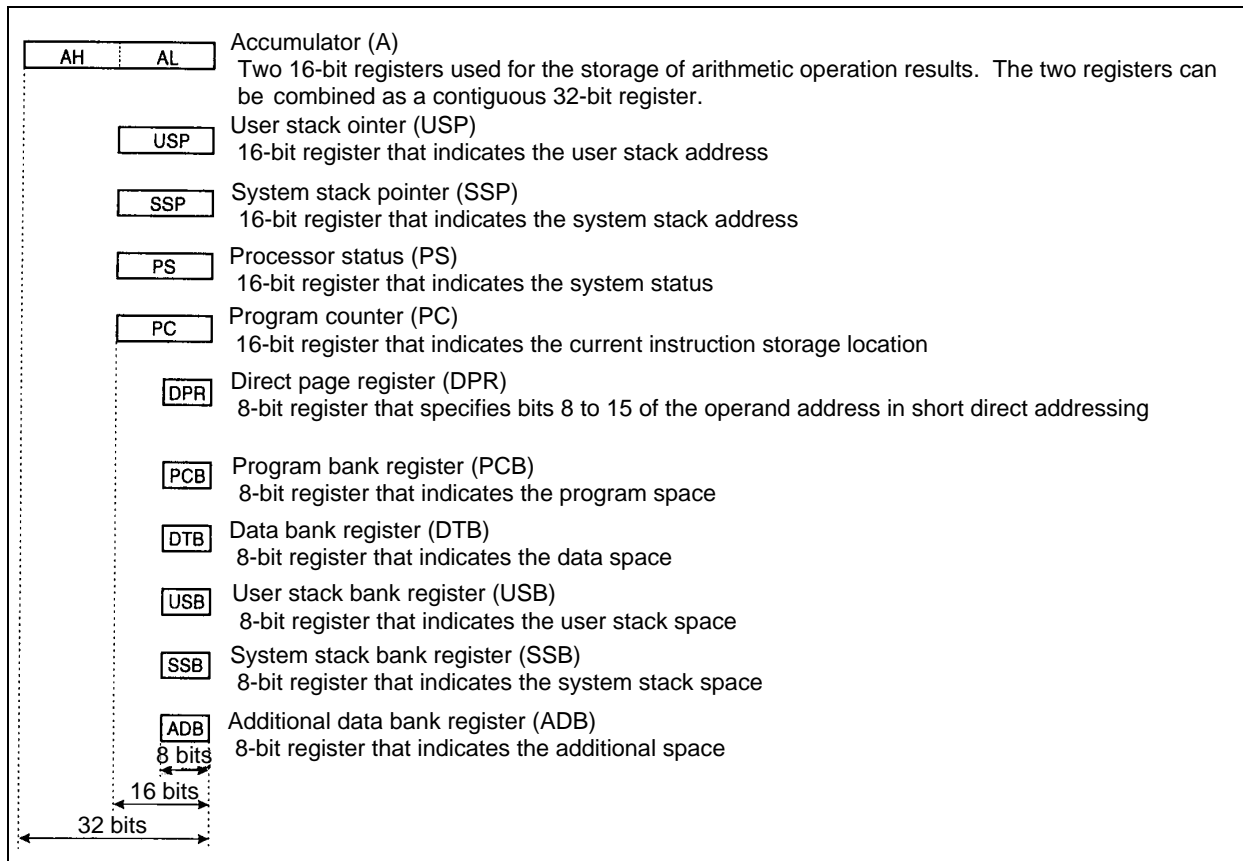 AH AL Accumulator (A)
Two 16-bit registers used for the storage of arithmetic operation results. The two registers can
be combined as a contiguous 32-bit register.
USP User stack ointer (USP)
16-bit register that indicates the user stack address
SSP System stack pointer (SSP)
16-bit register that indicates the system stack address
PS Processor status (PS)
16-bit register that indicates the system status
PC Program counter (PC)
16-bit register that indicates the current instruction storage location
DPR Direct page register (DPR)
8-bit register that specifies bits 8 to 15 of the operand address in short direct addressing
PCB Program bank register (PCB)
8-bit register that indicates the program space
DTB Data bank register (DTB)
8-bit register that indicates the data space
USB User stack bank register (USB)
8-bit register that indicates the user stack space
SSB System stack bank register (SSB)
8-bit register that indicates the system stack space
ADB Additional data bank register (ADB)
8-bit register that indicates the additional space
8 bits
16 bits
32 bits